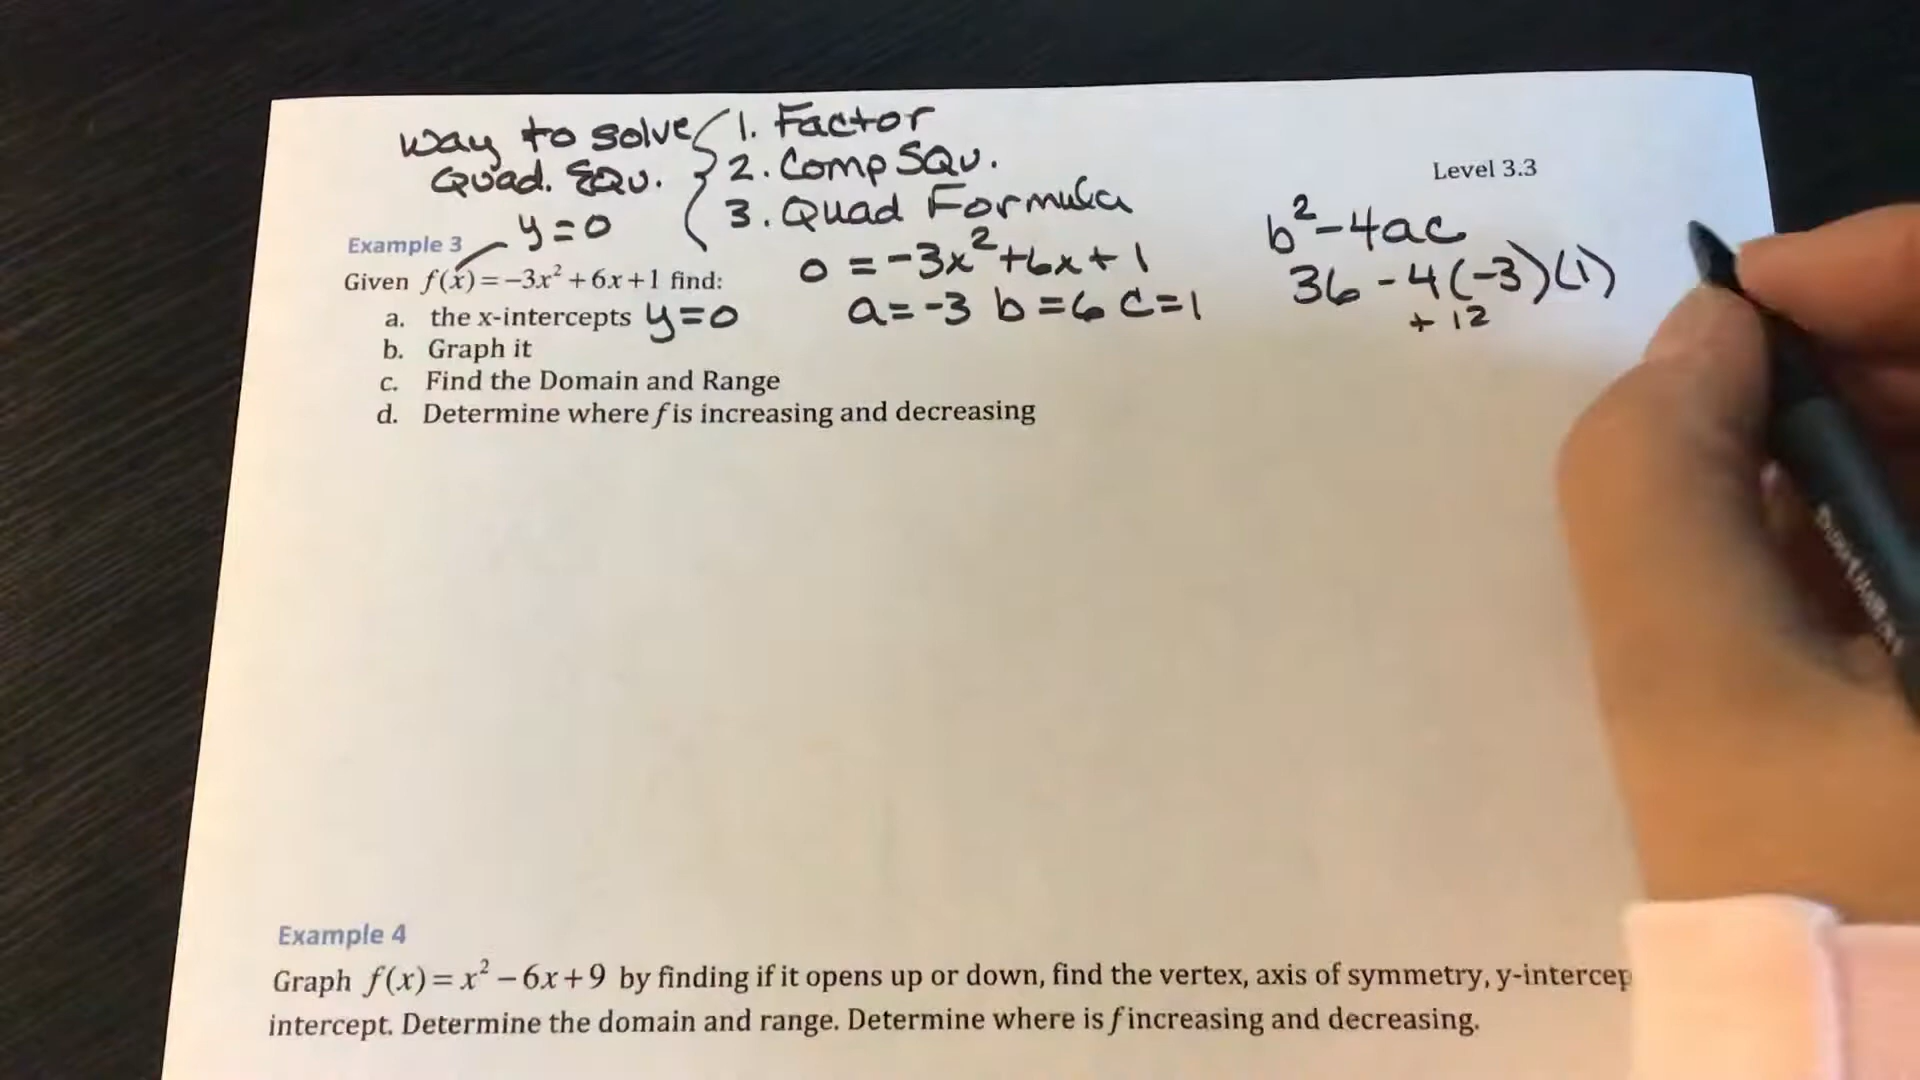 way to solve 1. Factor
Quad. EQu. 2. Comp SQu.
3. Quad Formula
Level 3.3
y=0
b²-4ac
Example 3
0 = -3x²+6x+1
36 -4(-3)(1)
Given f(x) = −3x² + 6x + 1 find:
a=-3 b=6 c=1
+12
a. the x-intercepts y=0
b. Graph it
c. Find the Domain and Range
d. Determine where f is increasing and decreasing
Example 4
Graph f(x) = x² − 6x + 9 by finding if it opens up or down, find the vertex, axis of symmetry, y-intercep
intercept. Determine the domain and range. Determine where is f increasing and decreasing.